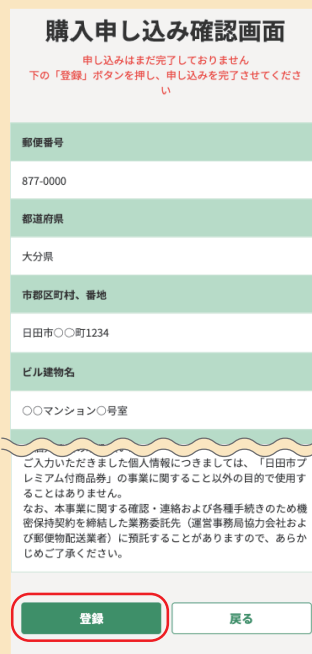 購入申し込み確認画面
申し込みはまだ完了しておりません
下の「登録」ボタンを押し、申し込みを完了させてくださ
い
郵便番号
877-0000
都道府県
大分県
市郡区町村、番地
日田市〇〇町1234
ビル建物名
〇〇マンション〇号室
ご入力いただきました個人情報につきましては、「日田市プ
レミアム付商品券」の事業に関すること以外の目的で使用す
ることはありません。
なお、本事業に関する確認・連絡および各種手続きのため機
密保持契約を締結した業務委託先（運営事務局協力会社およ
び郵便物配送業者）に預託することがありますので、あらか
じめご了承ください。
登録
戻る